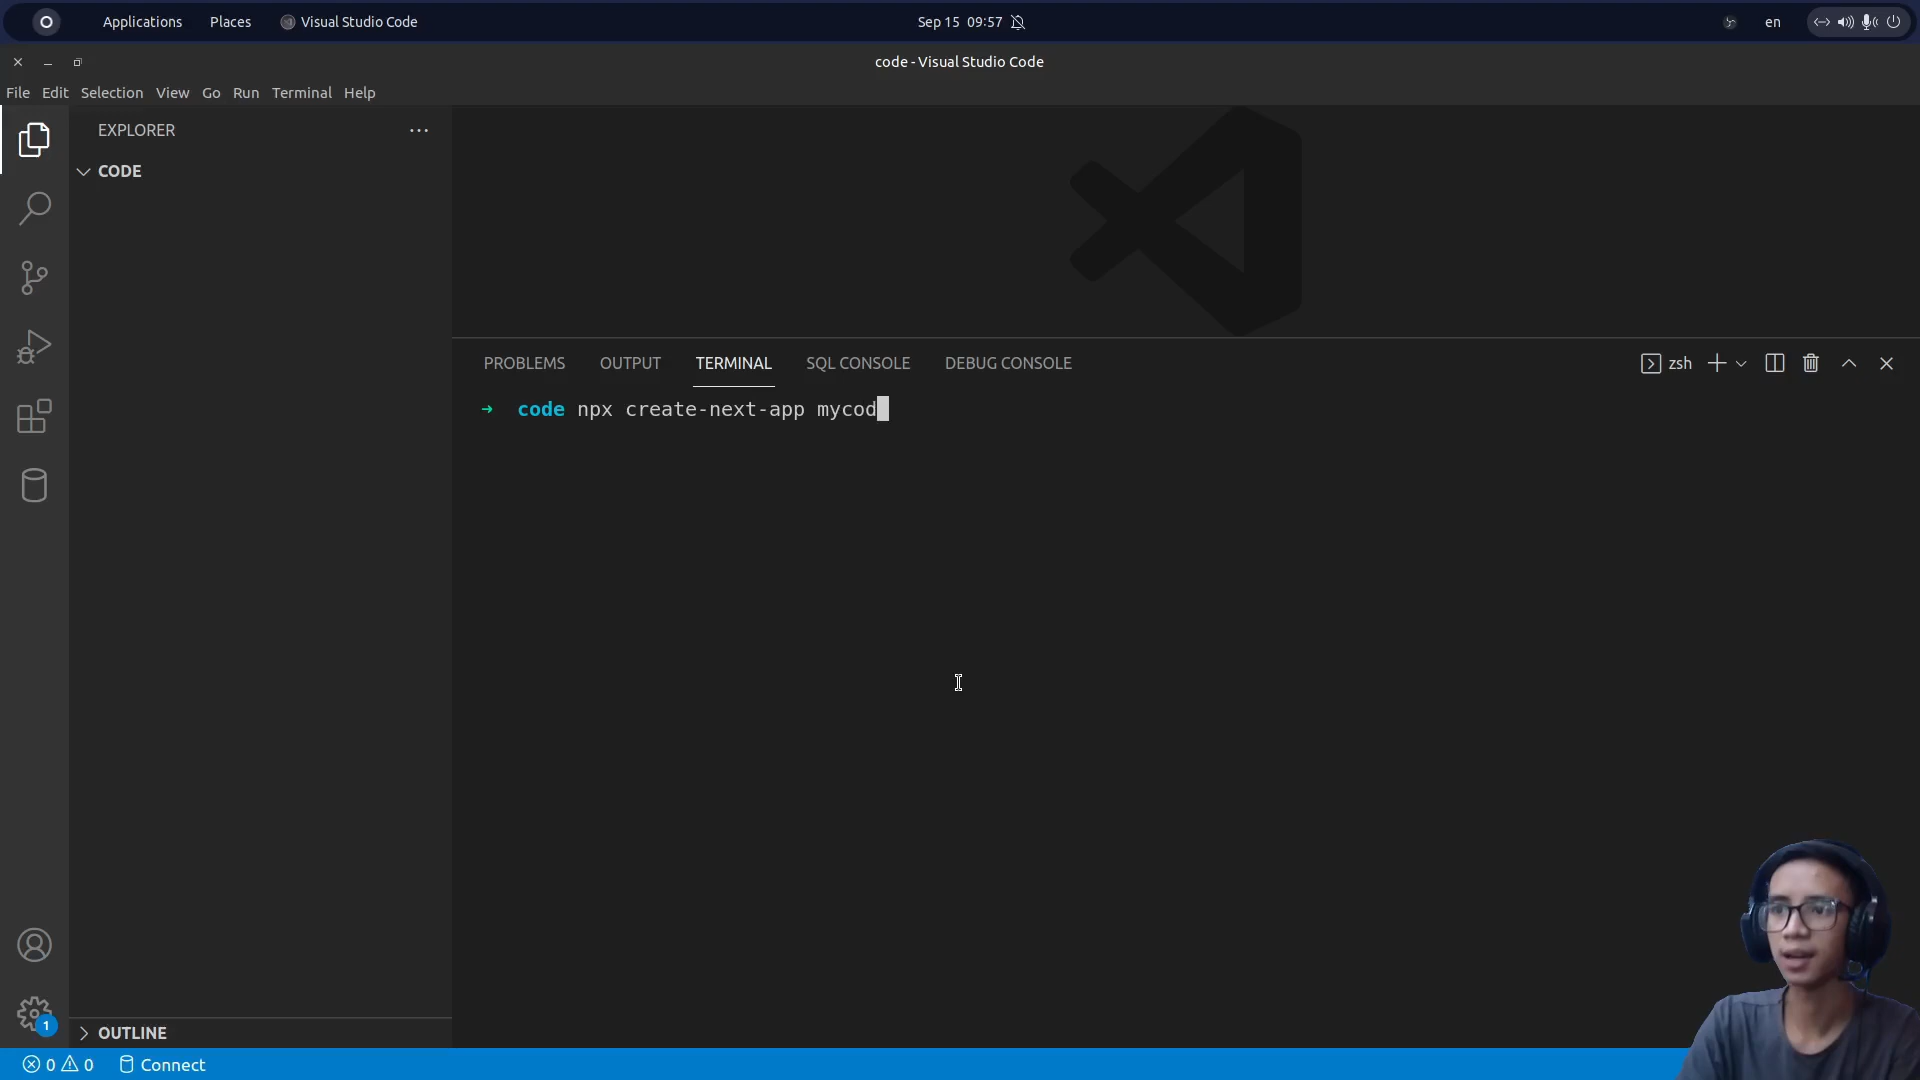 Applications Places Visual Studio Code Sep 15 09:57 en
code - Visual Studio Code
File Edit Selection View Go Run Terminal Help
EXPLORER
CODE
PROBLEMS OUTPUT TERMINAL SQL CONSOLE DEBUG CONSOLE zsh
➜ code npx create-next-app mycod
1
OUTLINE
0 0 Connect